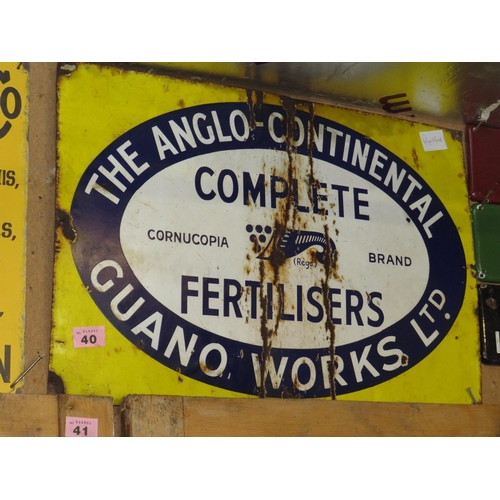 THE ANGLO-CONTINENTAL
COMPLETE
CORNUCOPIA
BRAND
(Regd)
FERTILISERS
GUANO WORKS LTD
40
41